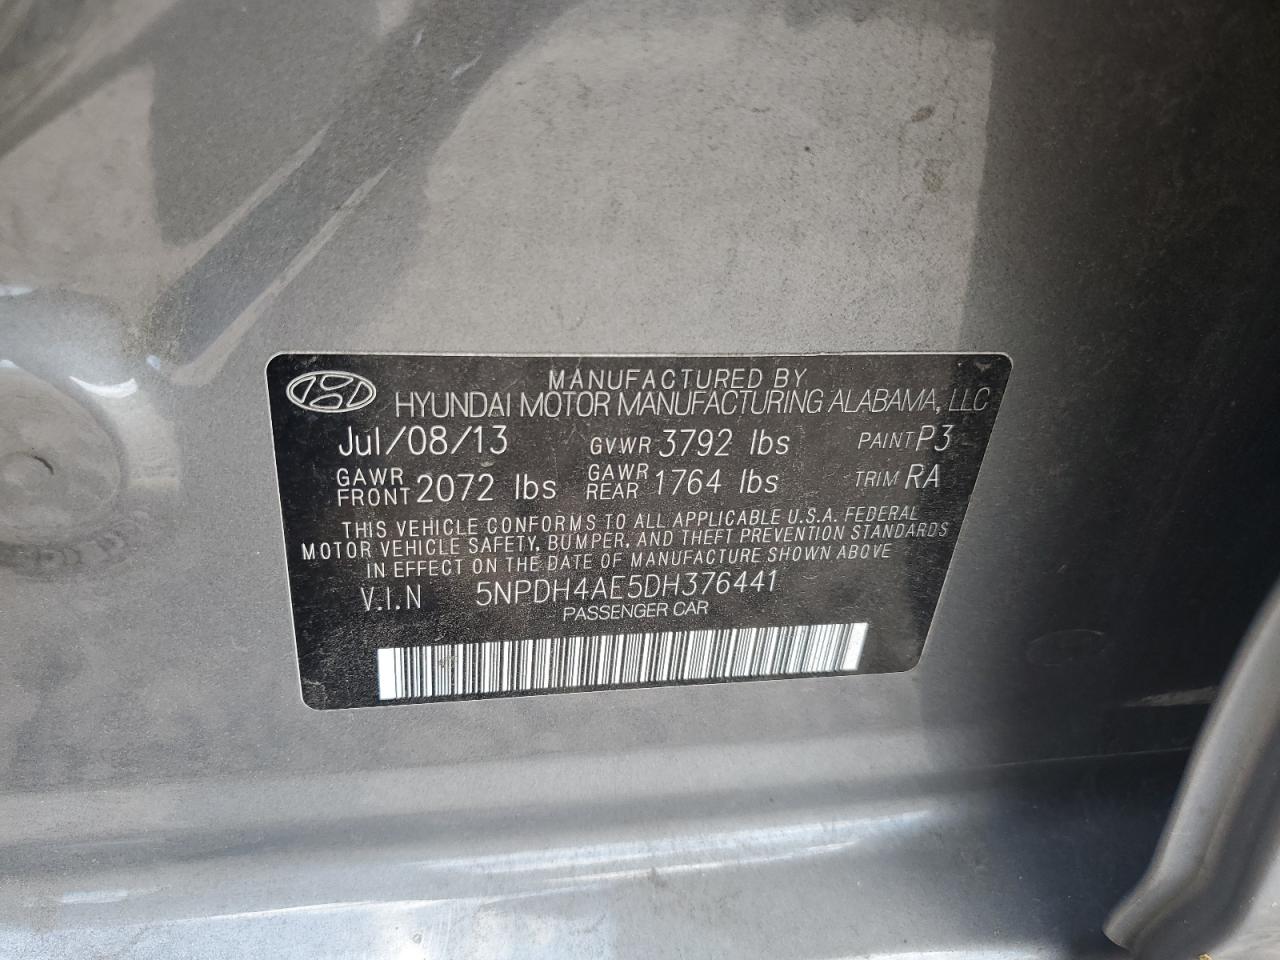 MANUFACTURED BY
HYUNDAI MOTOR MANUFACTURING ALABAMA, LLC
Jul/08/13 GVWR 3792 lbs PAINT P3
GAWR FRONT 2072 lbs GAWR REAR 1764 lbs TRIM RA
THIS VEHICLE CONFORMS TO ALL APPLICABLE U.S.A. FEDERAL
MOTOR VEHICLE SAFETY, BUMPER, AND THEFT PREVENTION STANDARDS
IN EFFECT ON THE DATE OF MANUFACTURE SHOWN ABOVE
V.I.N 5NPDH4AE5DH376441
PASSENGER CAR